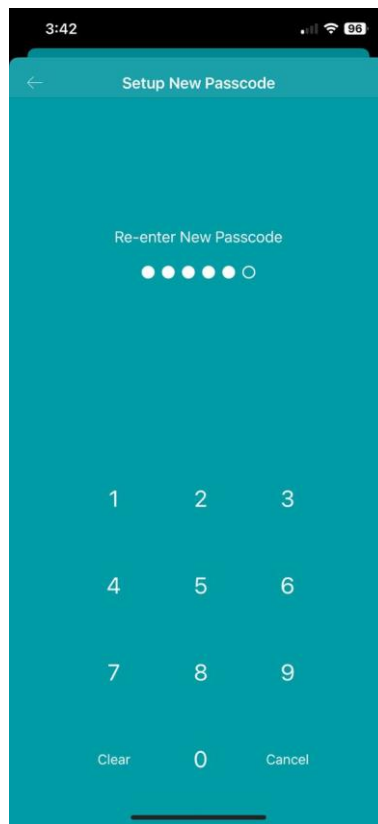 3:42 96
Setup New Passcode
Re-enter New Passcode
1 2 3
4 5 6
7 8 9
Clear 0 Cancel